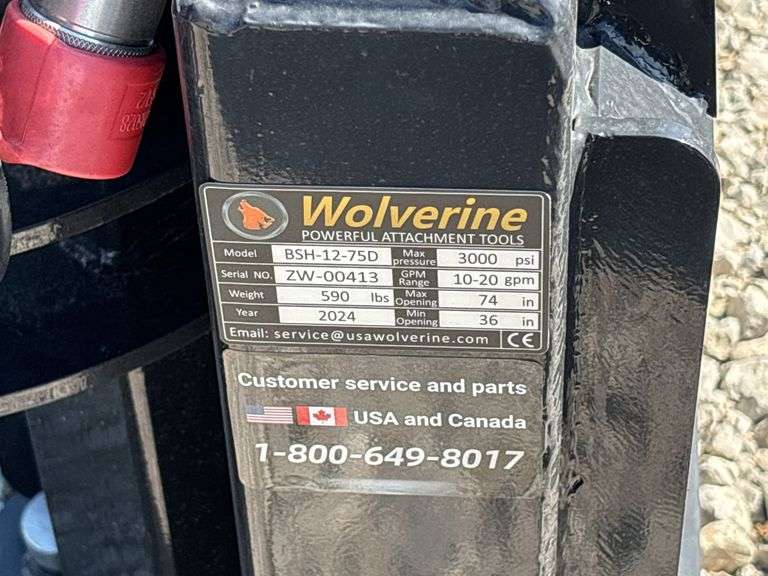 Wolverine
POWERFUL ATTACHMENT TOOLS
Model BSH-12-75D Max pressure 3000 psi
Serial NO. ZW-00413 GPM Range 10-20 gpm
Weight 590 lbs Max Opening 74 in
Year 2024 Min Opening 36 in
Email: service@usawolverine.com CE
Customer service and parts
USA and Canada
1-800-649-8017